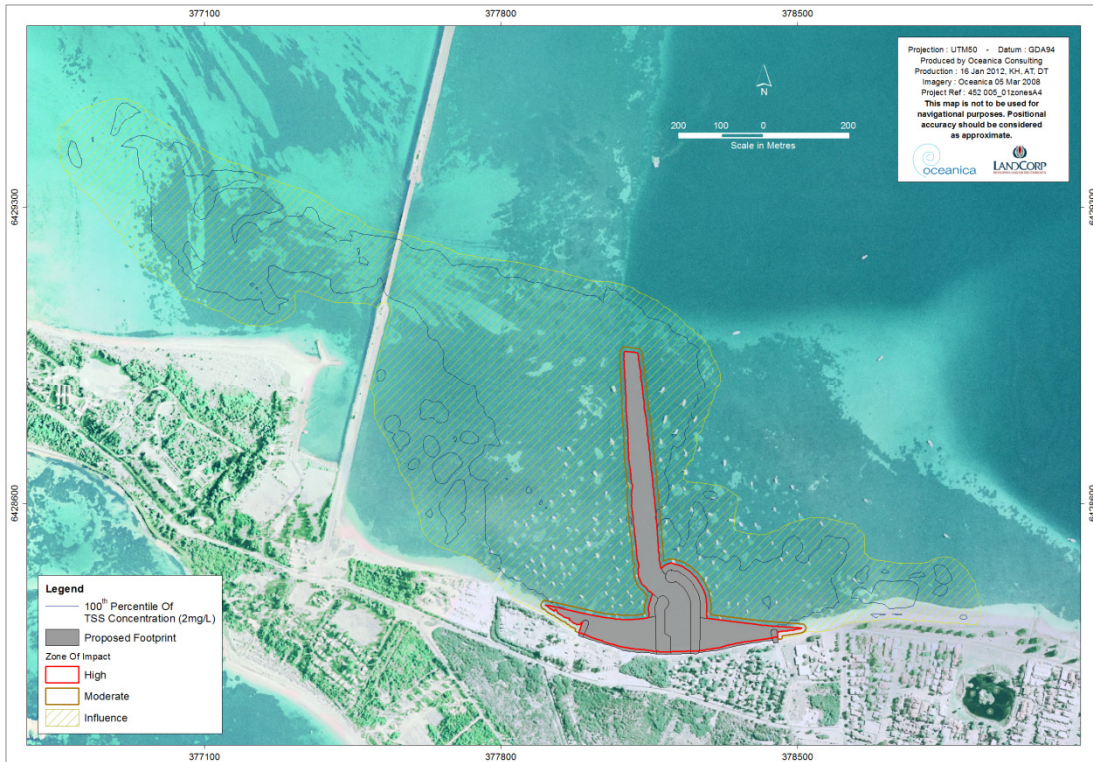 377100
377800
378500
Projection : UTM50 - Datum : GDA94
Produced by Oceanica Consulting
Production : 16 Jan 2012, KH, AT, DT
Imagery : Oceanica 05 Mar 2008
Project Ref : 452 005_01zonesA4
This map is not to be used for
navigational purposes. Positional
accuracy should be considered
as approximate.
oceanica
LANDCORP
N
200 100 0 200
Scale in Metres
6429300
6429300
6428600
6428600
Legend
100th Percentile Of
TSS Concentration (2mg/L)
Proposed Footprint
Zone Of Impact
High
Moderate
Influence
377100
377800
378500